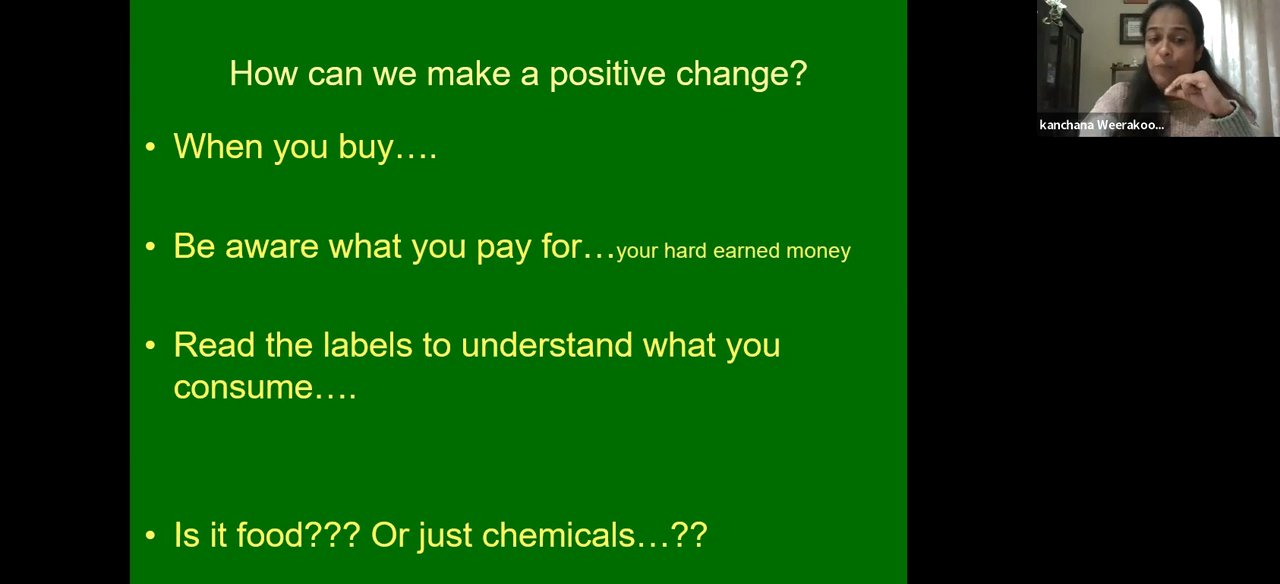 How can we make a positive change?
• When you buy….
• Be aware what you pay for…your hard earned money
• Read the labels to understand what you
consume….
• Is it food??? Or just chemicals…??
kanchana Weerakoo...